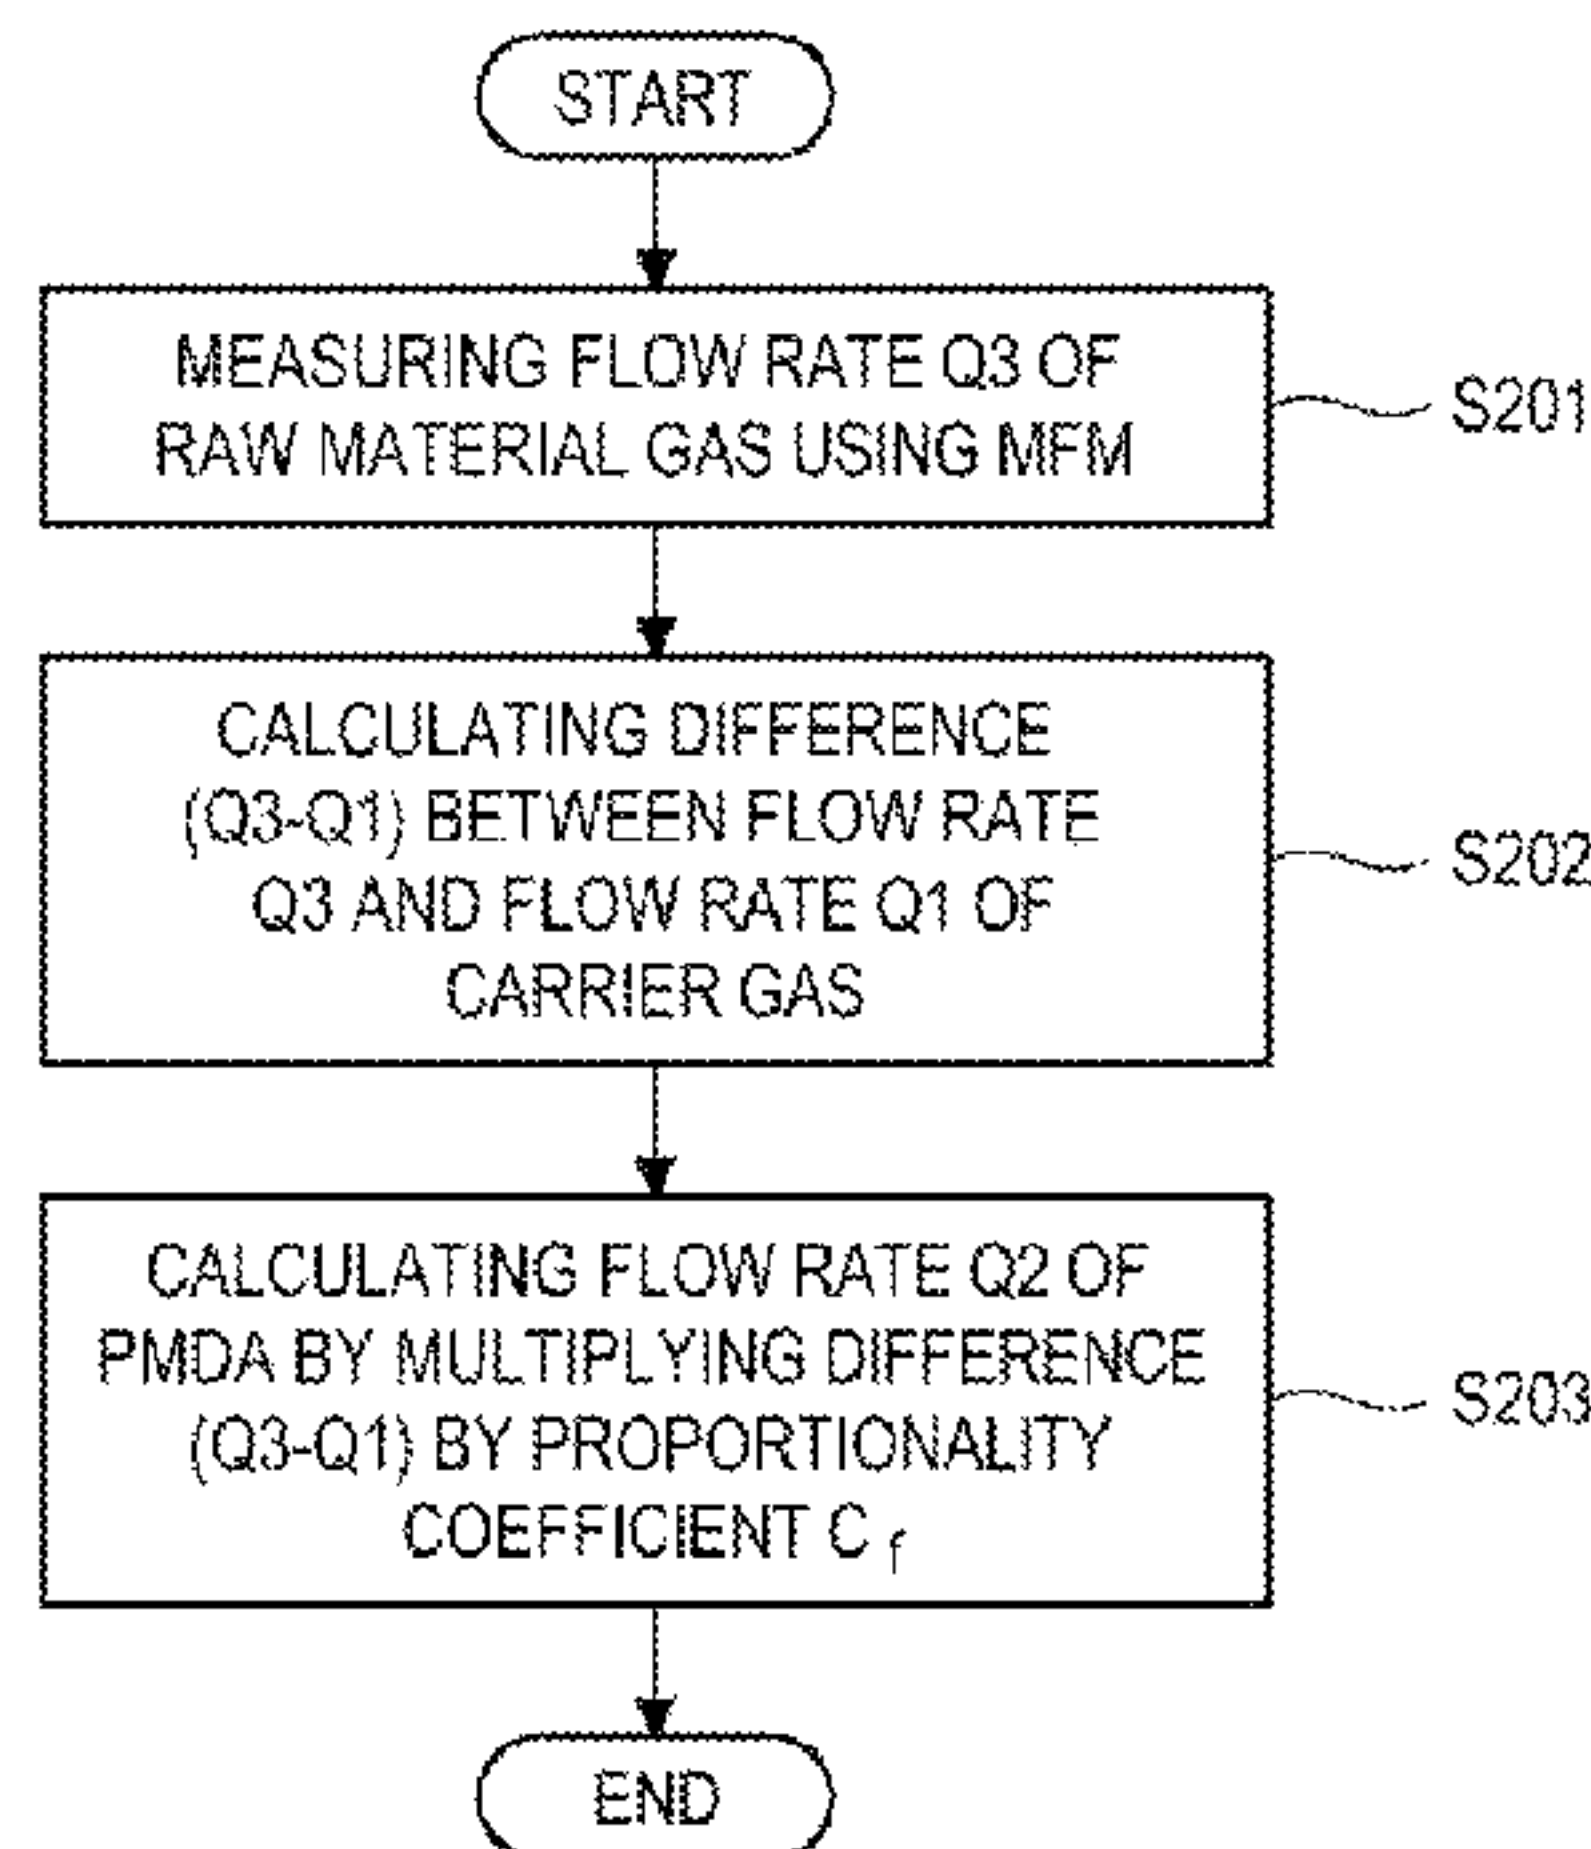 START
MEASURING FLOW RATE Q3 OF
RAW MATERIAL GAS USING MFM
S201
CALCULATING DIFFERENCE
(Q3-Q1) BETWEEN FLOW RATE
Q3 AND FLOW RATE Q1 OF
CARRIER GAS
S202
CALCULATING FLOW RATE Q2 OF
PMDA BY MULTIPLYING DIFFERENCE
(Q3-Q1) BY PROPORTIONALITY
COEFFICIENT C f
S203
END